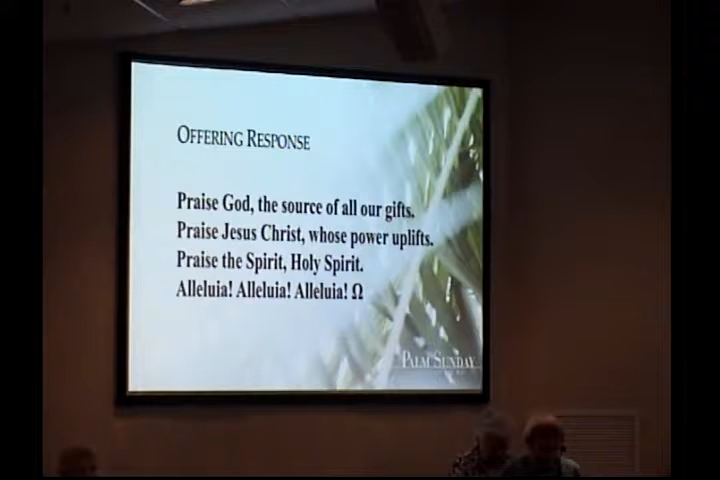 OFFERING RESPONSE
Praise God, the source of all our gifts.
Praise Jesus Christ, whose power uplifts.
Praise the Spirit, Holy Spirit.
Alleluia! Alleluia! Alleluia! Ω
PALM SUNDAY